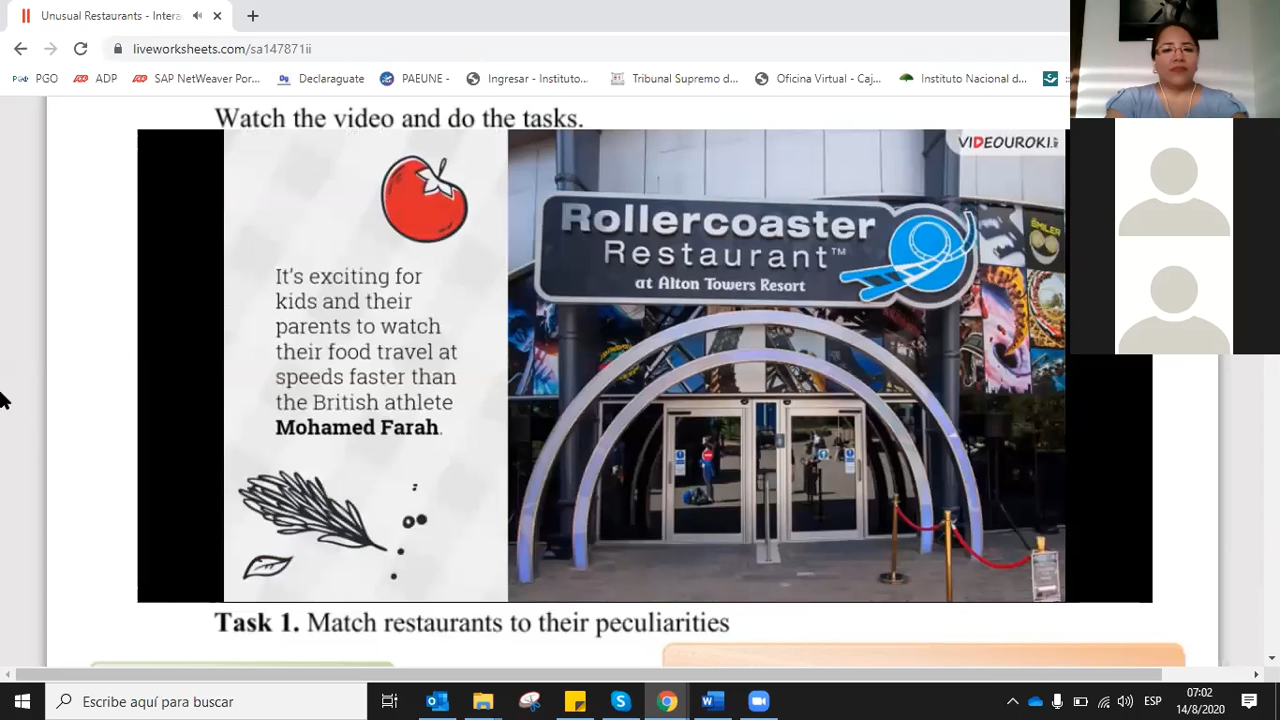 Unusual Restaurants - Intera
liveworksheets.com/sa147871ii
PGO
ADP
SAP NetWeaver Por...
Declaraguate
PAEUNE -
Ingresar - Instituto...
Tribunal Supremo d...
Oficina Virtual - Caj...
Instituto Nacional d...
Watch the video and do the tasks.
VIDEOUROKI
Rollercoaster
Restaurant™
at Alton Towers Resort
SMILER
It's exciting for
kids and their
parents to watch
their food travel at
speeds faster than
the British athlete
Mohamed Farah.
Task 1. Match restaurants to their peculiarities
Escribe aquí para buscar
ESP
07:02
14/8/2020